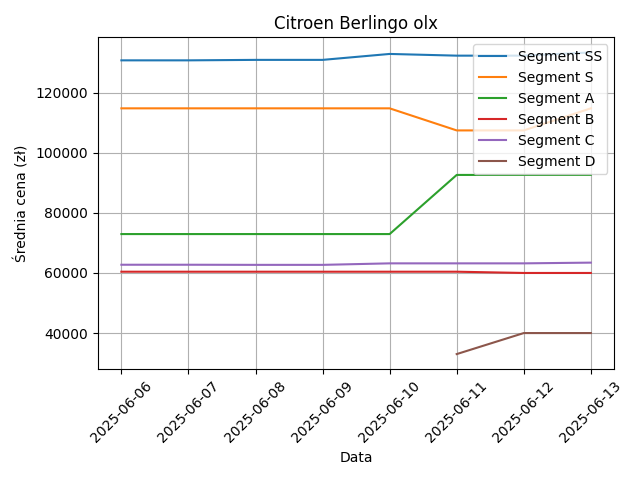 Citroen Berlingo olx
Segment SS
Segment S
Segment A
Segment B
Segment C
Segment D
Średnia cena (zł)
120000
100000
80000
60000
40000
2025-06-06
2025-06-07
2025-06-08
2025-06-09
2025-06-10
2025-06-11
2025-06-12
2025-06-13
Data